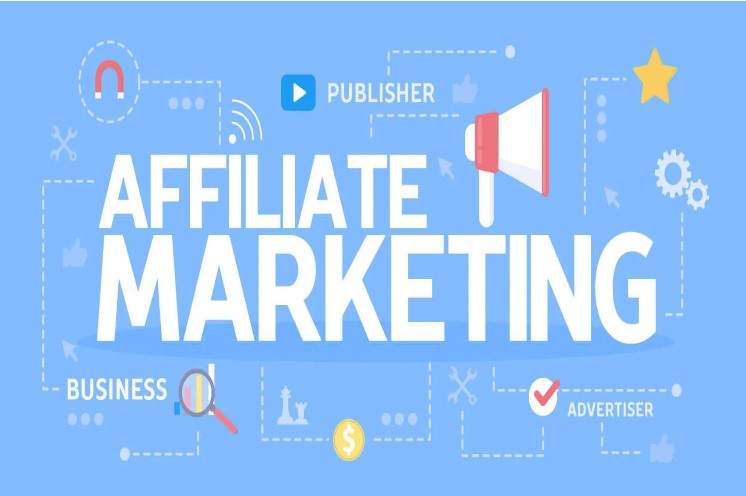 PUBLISHER
AFFILIATE
MARKETING
BUSINESS
$
ADVERTISER